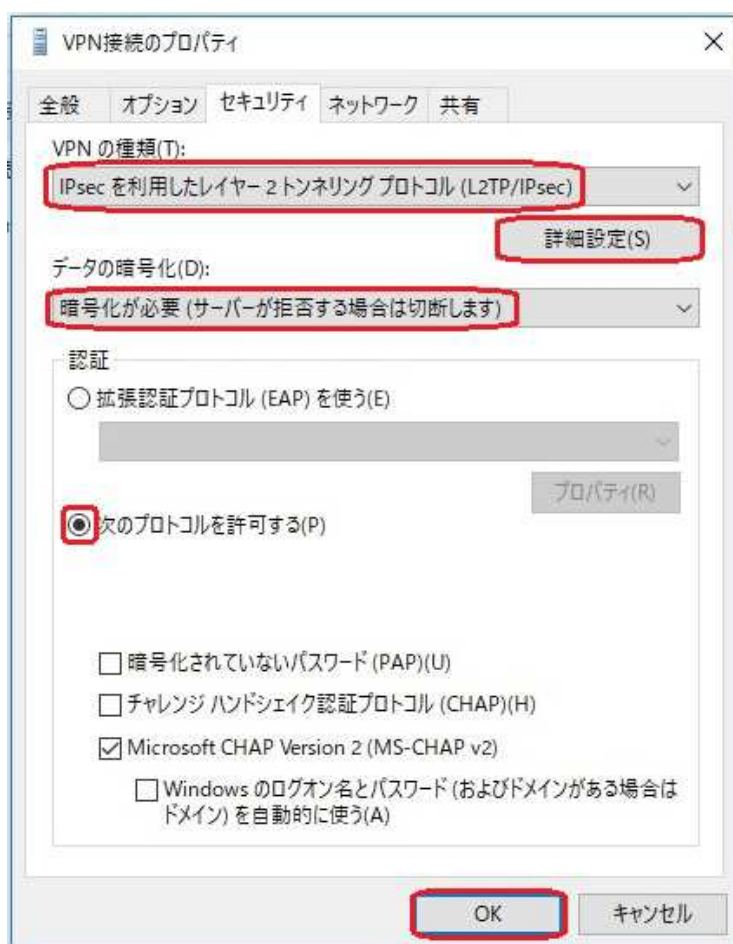 VPN接続のプロパティ
全般 オプション セキュリティ ネットワーク 共有
VPN の種類(T):
IPsec を利用したレイヤー 2 トンネリング プロトコル (L2TP/IPsec)
詳細設定(S)
データの暗号化(D):
暗号化が必要 (サーバーが拒否する場合は切断します)
認証
拡張認証プロトコル (EAP) を使う(E)
プロパティ(R)
次のプロトコルを許可する(P)
暗号化されていないパスワード (PAP)(U)
チャレンジ ハンドシェイク認証プロトコル (CHAP)(H)
Microsoft CHAP Version 2 (MS-CHAP v2)
Windows のログオン名とパスワード (およびドメインがある場合は
ドメイン) を自動的に使う(A)
OK キャンセル